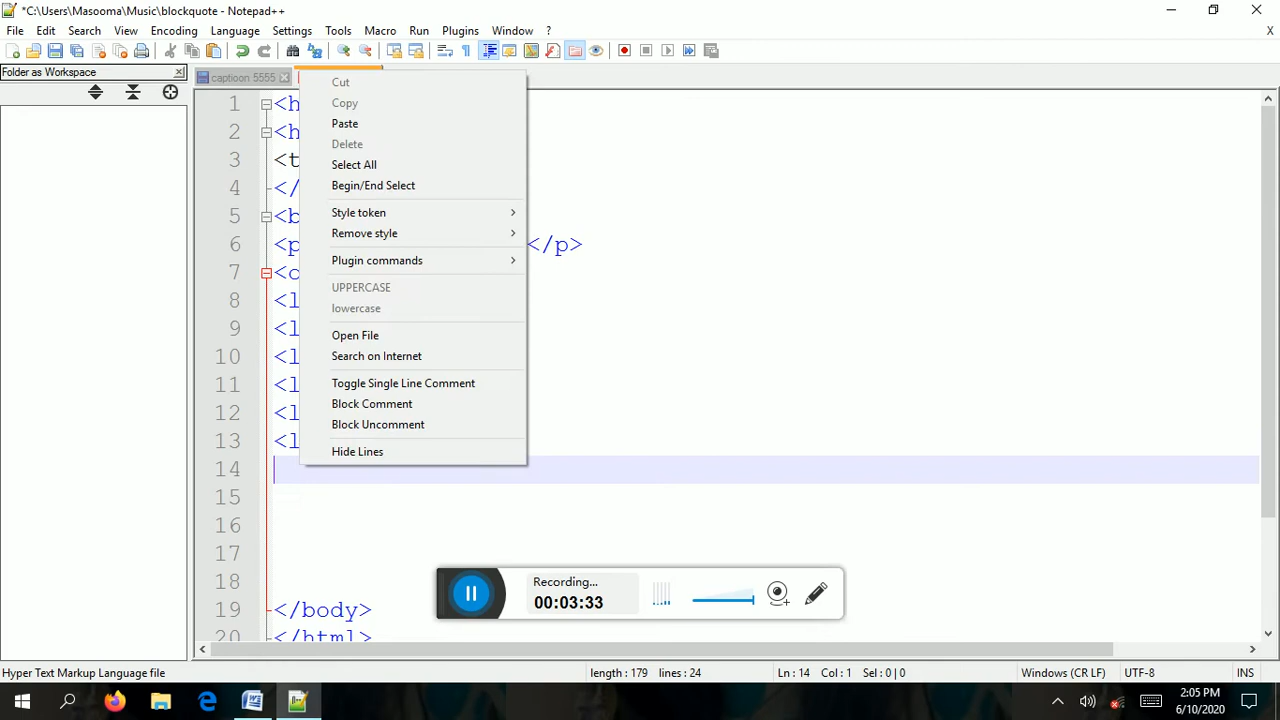 *C:\Users\Masooma\Music\blockquote - Notepad++
File Edit Search View Encoding Language Settings Tools Macro Run Plugins Window ? X
Folder as Workspace
captioon 5555
Cut
Copy
Paste
Delete
Select All
Begin/End Select
Style token
Remove style
Plugin commands
UPPERCASE
lowercase
Open File
Search on Internet
Toggle Single Line Comment
Block Comment
Block Uncomment
Hide Lines
1 <h
2 <h
3 <t
4 </
5 <b
6 <p </p>
7 <o
8 <l
9 <l
10 <l
11 <l
12 <l
13 <l
14
15
16
17
18
19 </body>
20 </html>
Recording...
00:03:33
Hyper Text Markup Language file length : 179 lines : 24 Ln : 14 Col : 1 Sel : 0 | 0 Windows (CR LF) UTF-8 INS
2:05 PM
6/10/2020